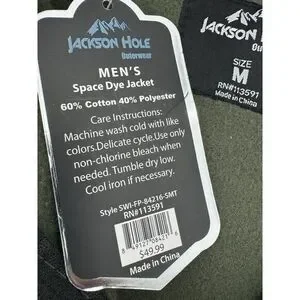 JACKSON HOLE
Outerwear
MEN'S
Space Dye Jacket
60% Cotton 40% Polyester
Care Instructions:
Machine wash cold with like
colors.Delicate cycle.Use only
non-chlorine bleach when
needed. Tumble dry low.
Cool iron if necessary.
Style SWI-FP-84216-SMT
RN#113591
$49.99
Made in China
JACKSON HOLE
Outerwear
SIZE
M
RN#113591
Made in China